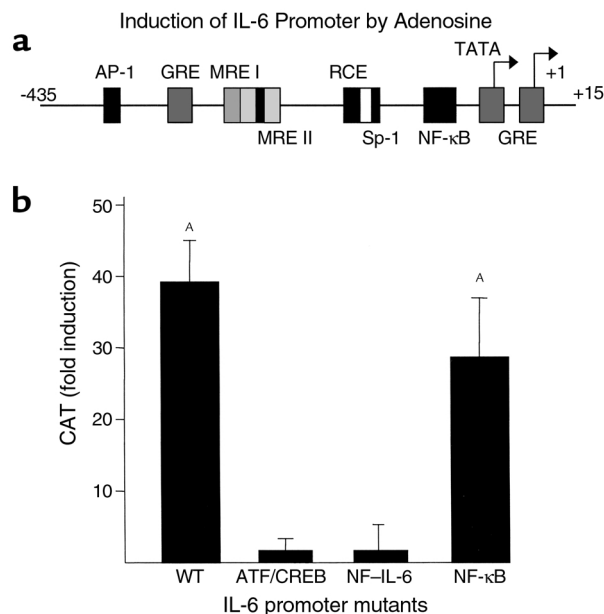 Induction of IL-6 Promoter by Adenosine
a
TATA
AP-1 GRE MRE I RCE +1
-435 +15
MRE II Sp-1 NF-κB GRE
b
50
A
40
A
30
CAT (fold induction)
20
10
WT ATF/CREB NF–IL-6 NF-κB
IL-6 promoter mutants